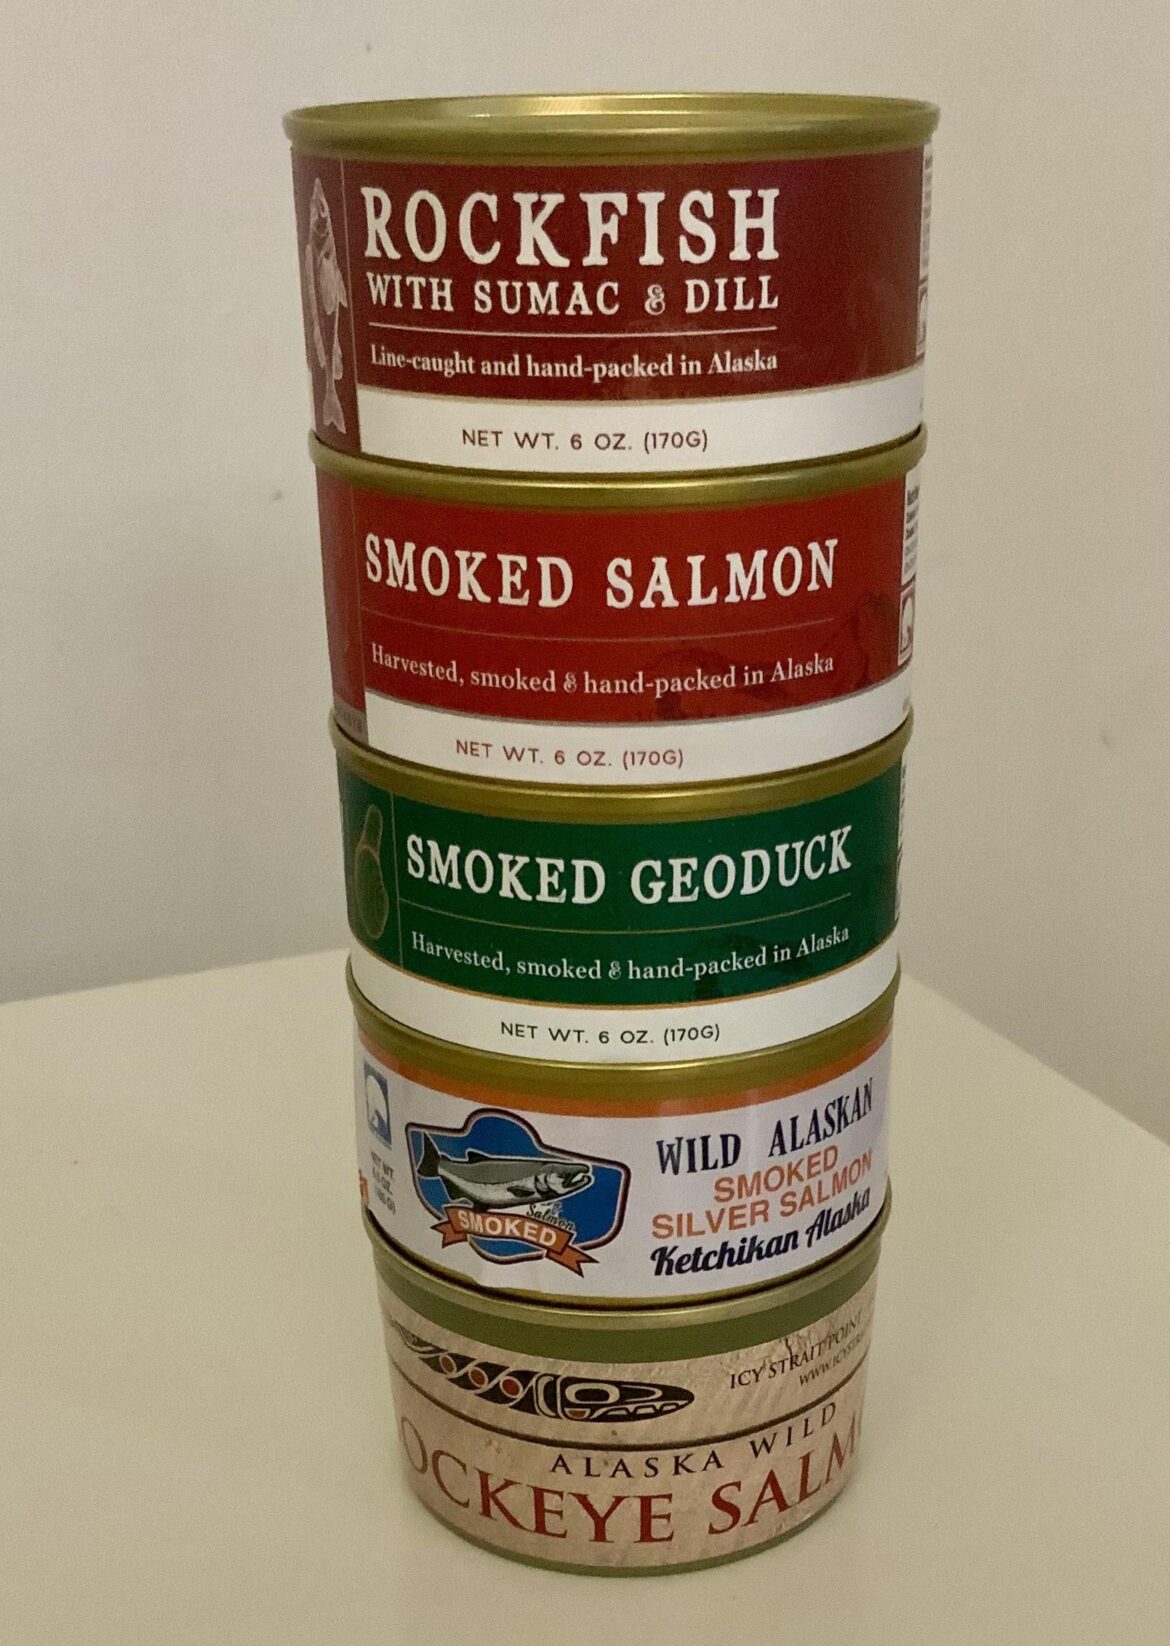 ROCKFISH
WITH SUMAC & DILL
Line-caught and hand-packed in Alaska
NET WT. 6 OZ. (170G)
SMOKED SALMON
Harvested, smoked & hand-packed in Alaska
NET WT. 6 OZ. (170G)
SMOKED GEODUCK
Harvested, smoked & hand-packed in Alaska
NET WT. 6 OZ. (170G)
NET WT.
Salmon
SMOKED
WILD ALASKAN
SMOKED
SILVER SALMON
Ketchikan Alaska
ICY STRAIT POINT
ALASKA WILD
OCKEYE SALM